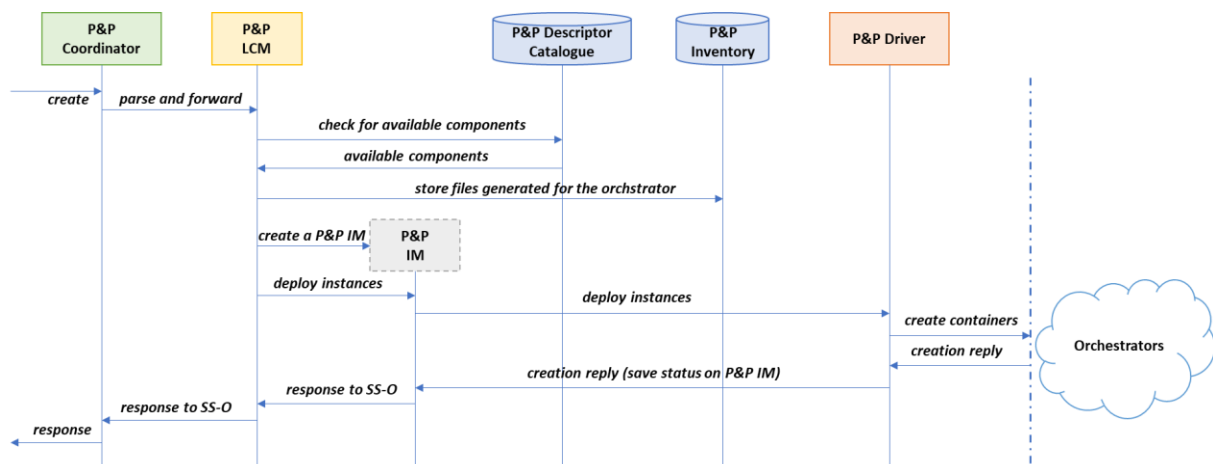 P&P
Coordinator
P&P
LCM
P&P Descriptor
Catalogue
P&P
Inventory
P&P Driver
create
parse and forward
check for available components
available components
store files generated for the orchstrator
create a P&P IM
P&P
IM
deploy instances
deploy instances
create containers
Orchestrators
creation reply
creation reply (save status on P&P IM)
response to SS-O
response to SS-O
response